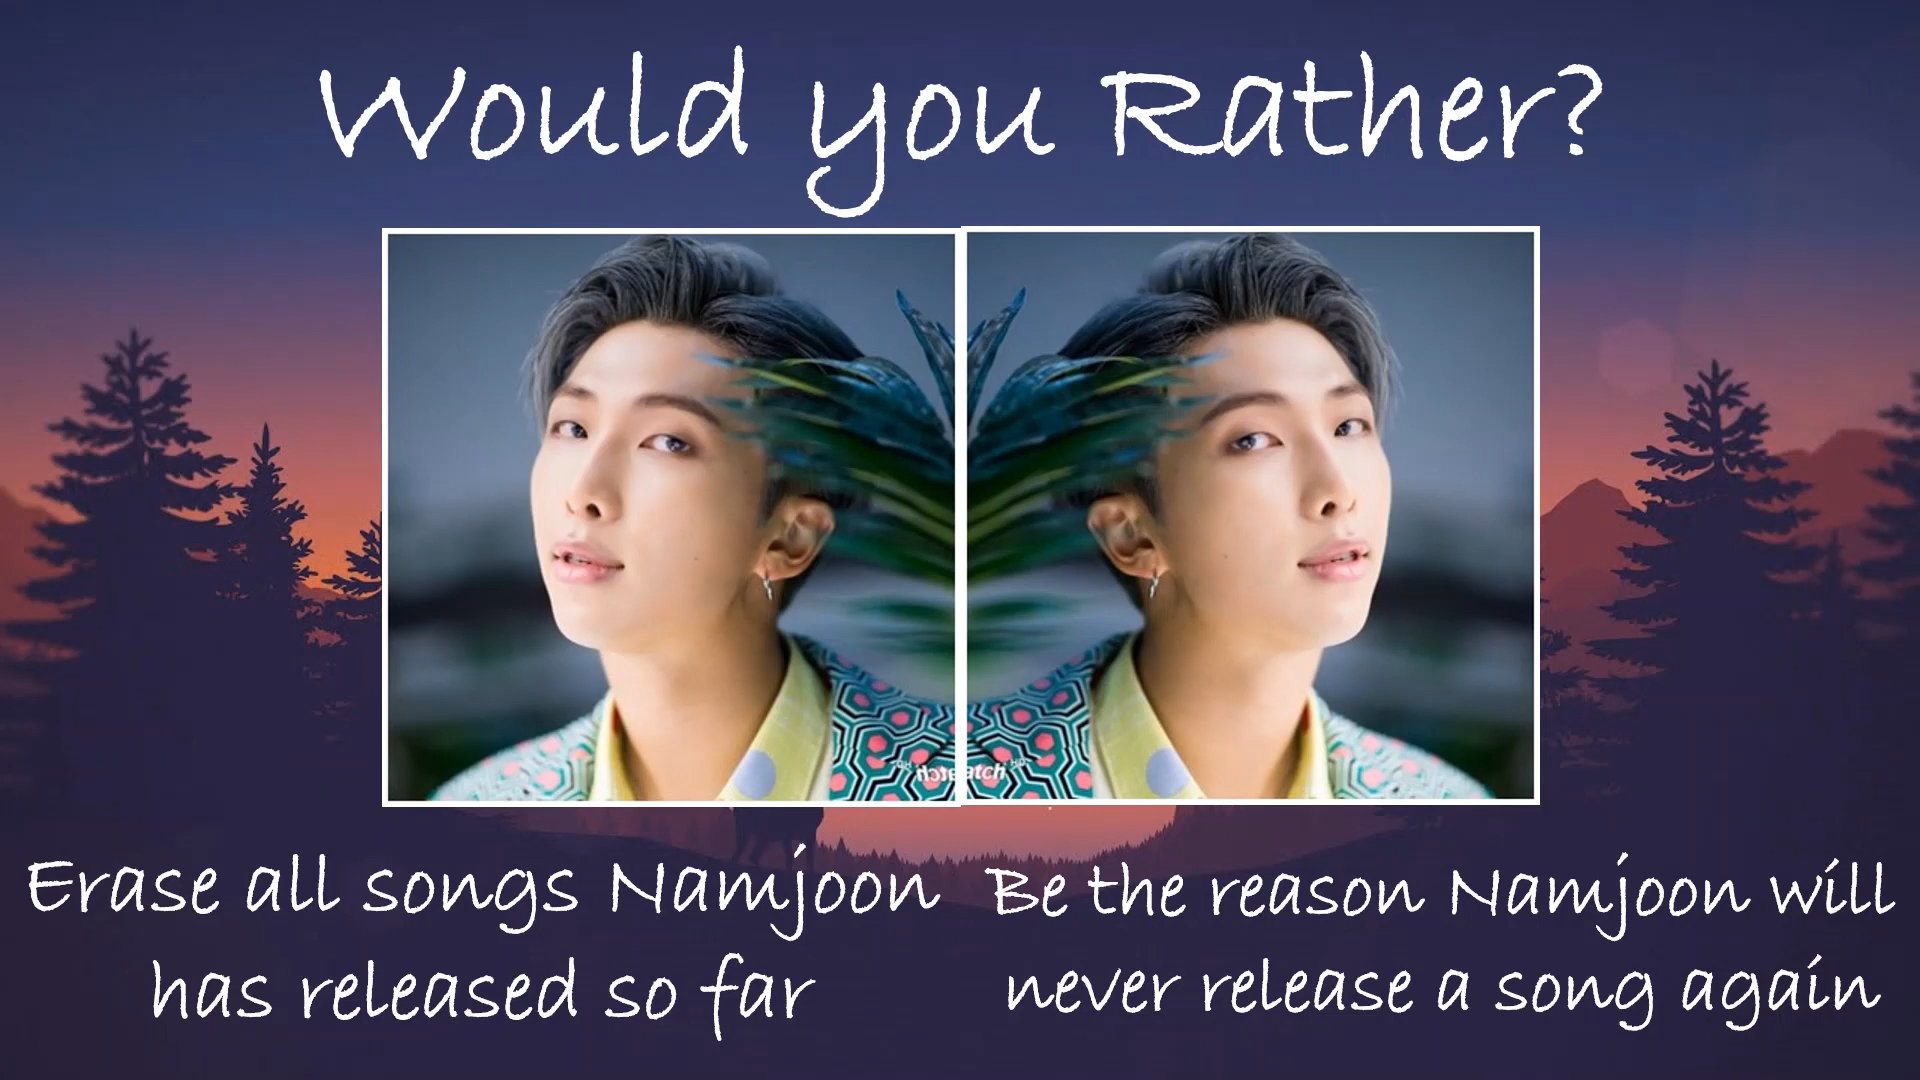 Would you Rather?
Erase all songs Namjoon
has released so far
Be the reason Namjoon will
never release a song again